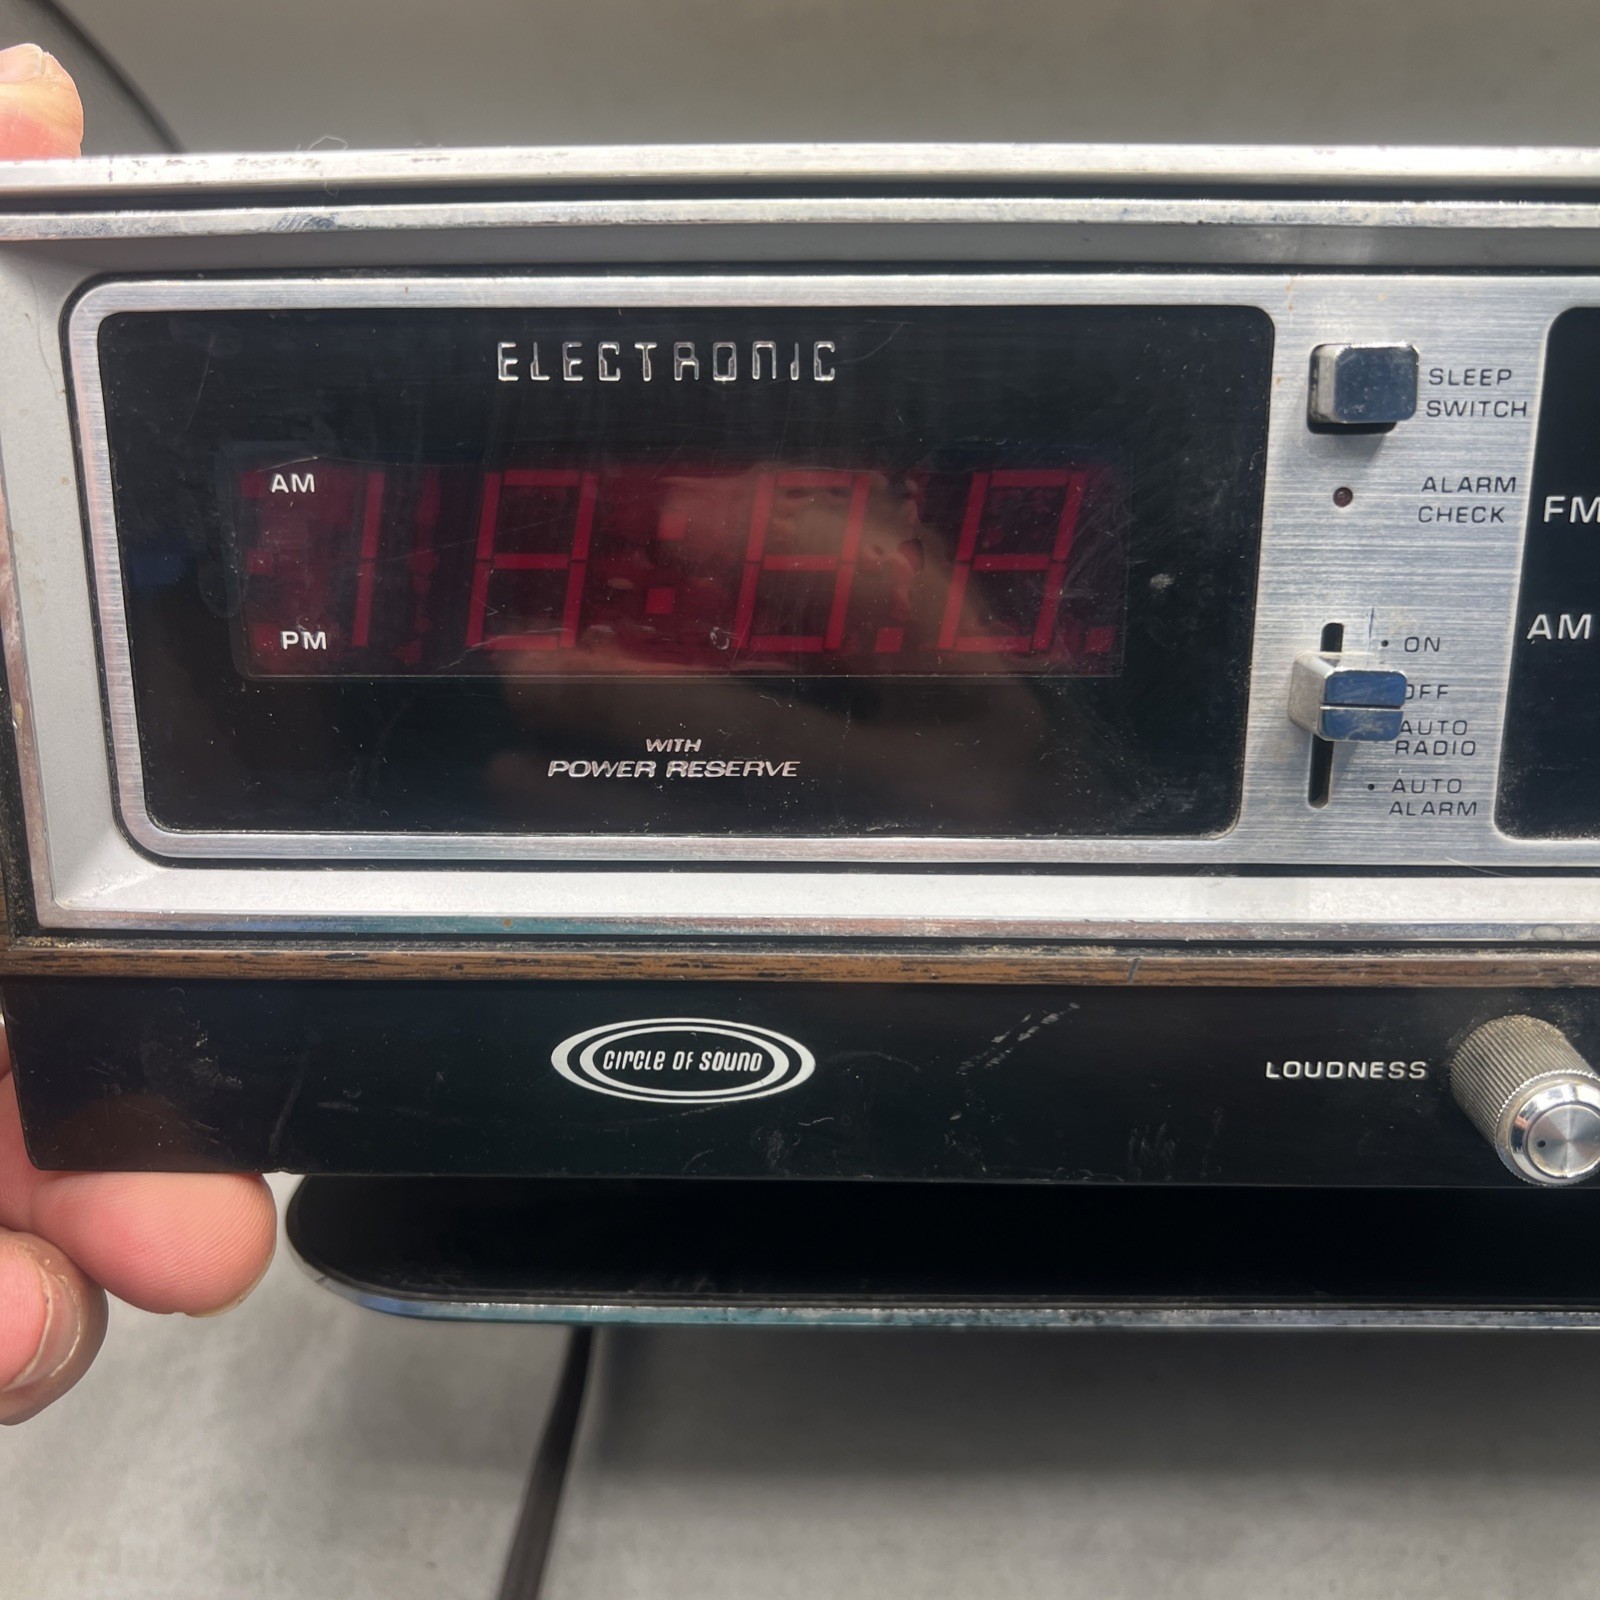 ELECTRONIC
AM
PM
WITH
POWER RESERVE
SLEEP
SWITCH
ALARM
CHECK
• ON
OFF
AUTO
RADIO
• AUTO
ALARM
FM
AM
CIRCLE OF SOUND
LOUDNESS